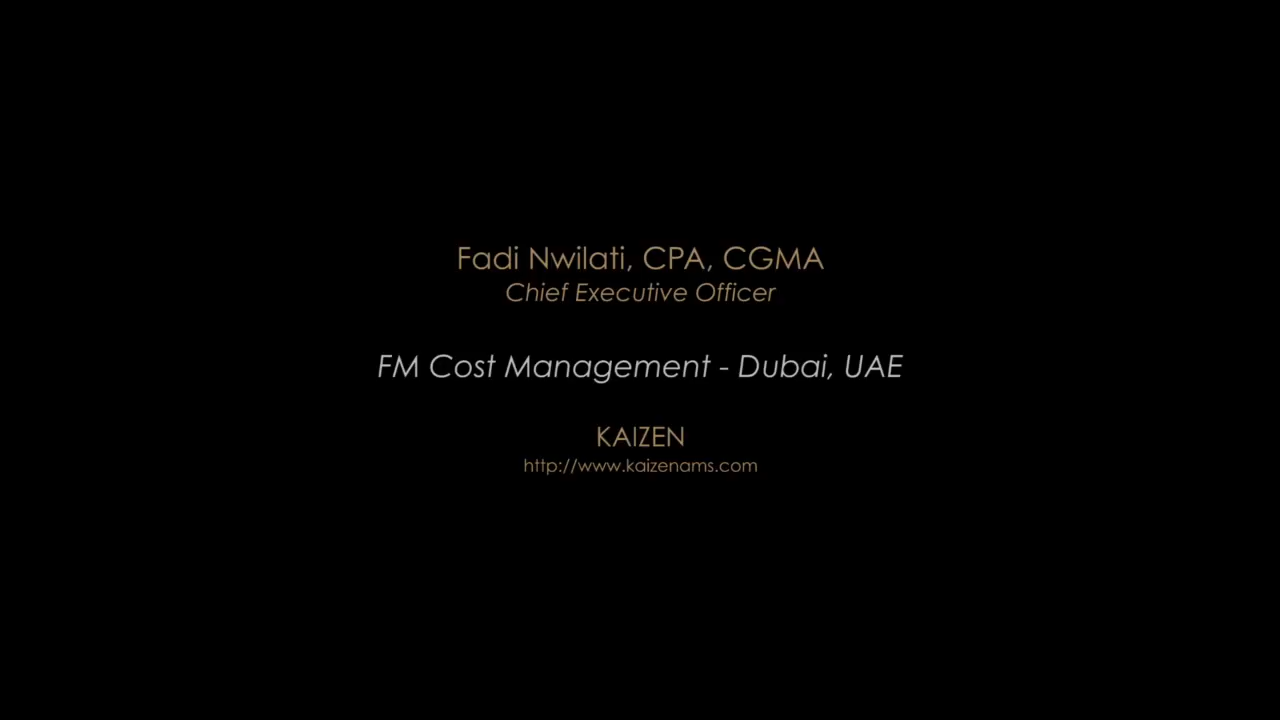 Fadi Nwilati, CPA, CGMA
Chief Executive Officer
FM Cost Management - Dubai, UAE
KAIZEN
http://www.kaizenams.com